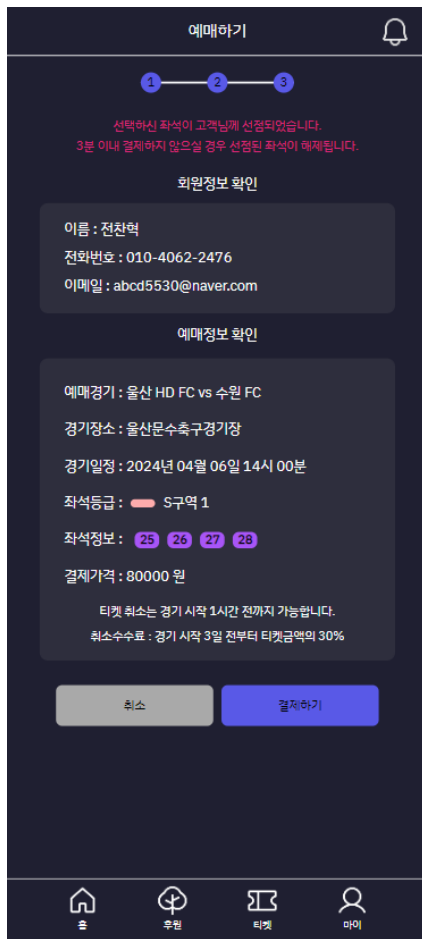 예매하기
1 2 3
선택하신 좌석이 고객님께 선점되었습니다.
3분 이내 결제하지 않으실 경우 선점된 좌석이 해제됩니다.
회원정보 확인
이름 : 전찬혁
전화번호 : 010-4062-2476
이메일 : abcd5530@naver.com
예매정보 확인
예매경기 : 울산 HD FC vs 수원 FC
경기장소 : 울산문수축구경기장
경기일정 : 2024년 04월 06일 14시 00분
좌석등급 : S구역 1
좌석정보 : 25 26 27 28
결제가격 : 80000 원
티켓 취소는 경기 시작 1시간 전까지 가능합니다.
취소수수료 : 경기 시작 3일 전부터 티켓금액의 30%
취소 결제하기
홈 후원 티켓 마이